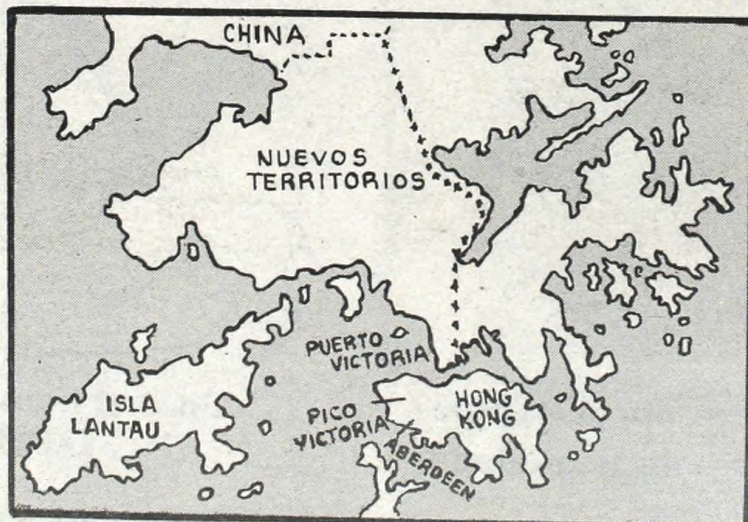 CHINA
NUEVOS
TERRITORIOS
PUERTO
VICTORIA
ISLA
LANTAU
PICO
VICTORIA
HONG
KONG
ABERDEEN